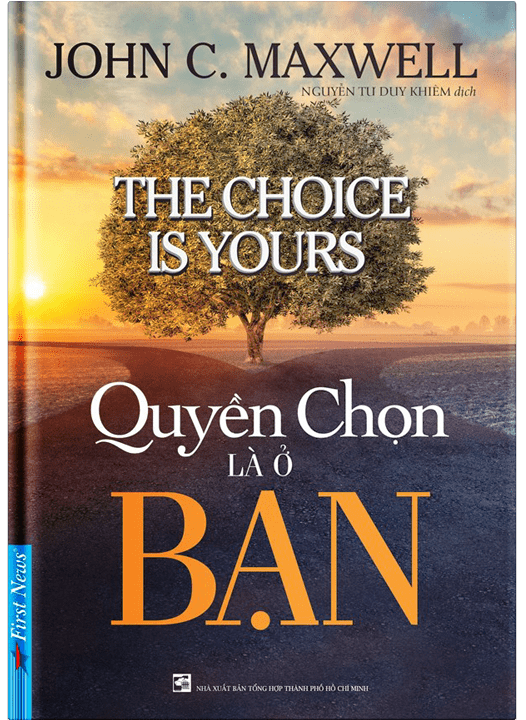 JOHN C. MAXWELL
NGUYỄN TƯ DUY KHIÊM dịch
THE CHOICE
IS YOURS
Quyền Chọn
LÀ Ở
BẠN
First News
NHÀ XUẤT BẢN TỔNG HỢP THÀNH PHỐ HỒ CHÍ MINH